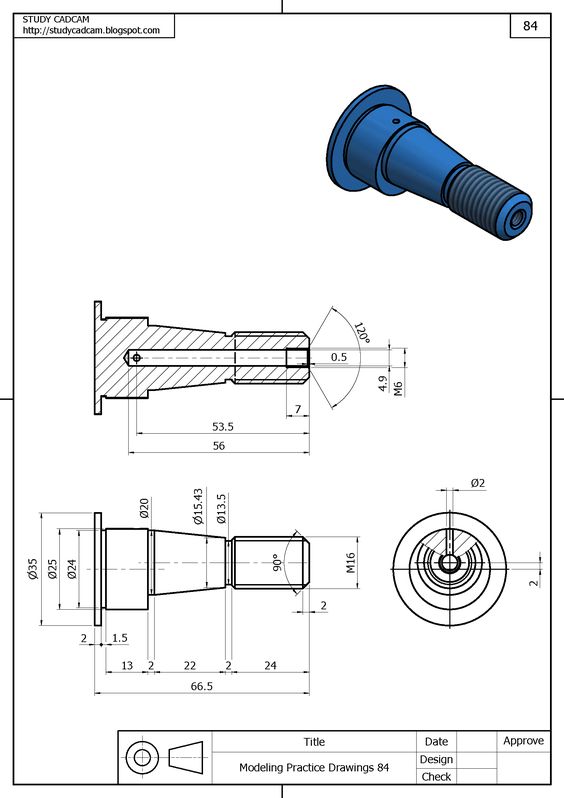 STUDY CADCAM
http://studycadcam.blogspot.com
84
120°
0.5
4.9
M6
7
53.5
56
Ø2
Ø20
Ø15.43
Ø13.5
Ø35
Ø25
Ø24
90°
M16
2
2
2
1.5
13
2
22
2
24
66.5
Title
Date
Approve
Modeling Practice Drawings 84
Design
Check